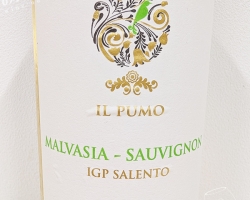 IL PUMO
MALVASIA - SAUVIGNON
IGP SALENTO